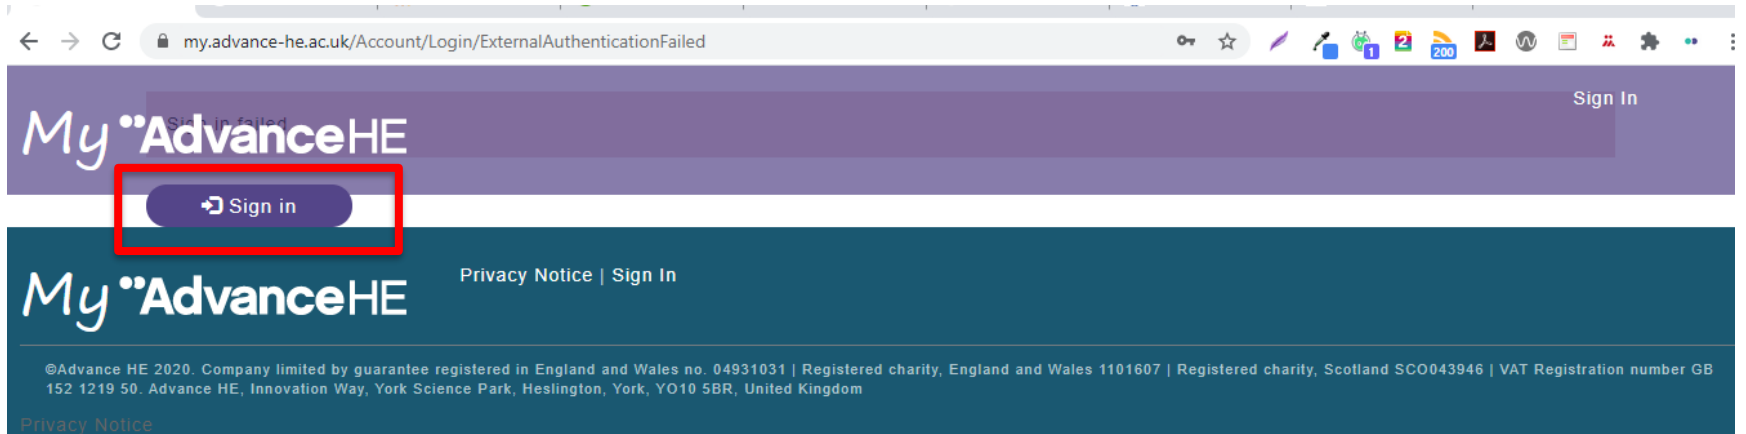 my.advance-he.ac.uk/Account/Login/ExternalAuthenticationFailed
1
2
200
Sign In
Sign in failed
My AdvanceHE
Sign in
My AdvanceHE
Privacy Notice | Sign In
©Advance HE 2020. Company limited by guarantee registered in England and Wales no. 04931031 | Registered charity, England and Wales 1101607 | Registered charity, Scotland SCO043946 | VAT Registration number GB
152 1219 50. Advance HE, Innovation Way, York Science Park, Heslington, York, YO10 5BR, United Kingdom
Privacy Notice